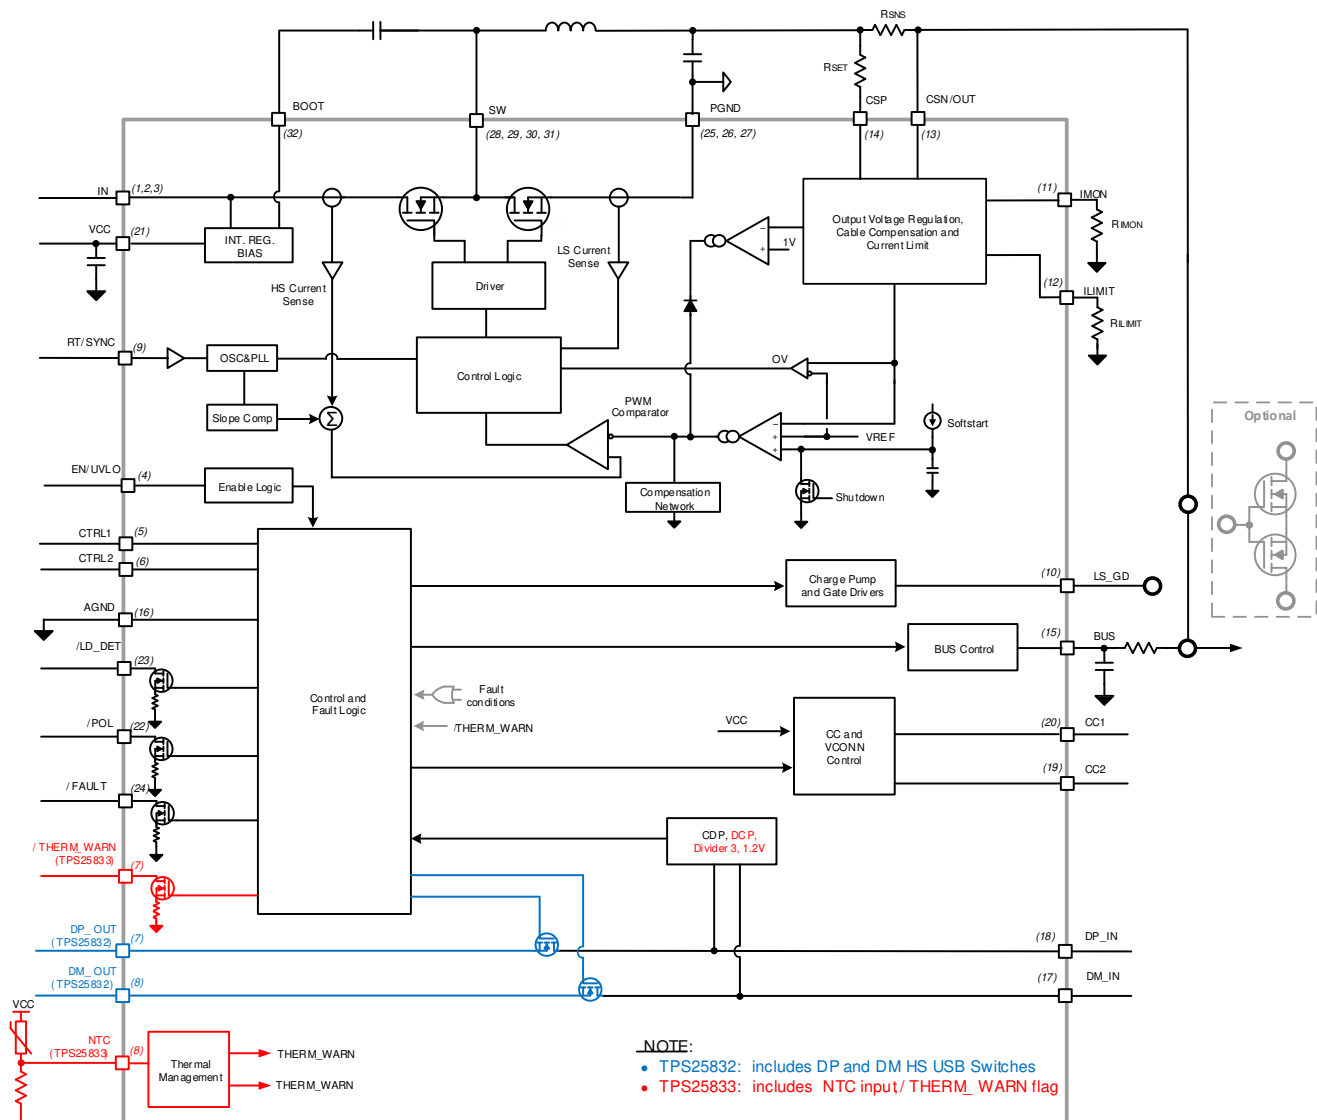 RSNS
RSET
BOOT
SW
PGND
CSP
CSN/OUT
(32)
(28, 29, 30, 31)
(25, 26, 27)
(14)
(13)
IN
(1,2,3)
(11)
IMON
RIMON
VCC
(21)
INT. REG.
BIAS
HS Current
Sense
LS Current
Sense
Driver
1V
−
+
Output Voltage Regulation,
Cable Compensation and
Current Limit
(12)
ILIMIT
RILIMIT
RT/SYNC
(9)
OSC&PLL
Control Logic
OV
Slope Comp
Σ
PWM
Comparator
−
+
+
VREF
Softstart
Optional
EN/UVLO
(4)
Enable Logic
Compensation
Network
Shutdown
CTRL1
(5)
CTRL2
(6)
Charge Pump
and Gate Drivers
(10)
LS_GD
AGND
(16)
/LD_DET
(23)
BUS Control
(15)
BUS
Control and
Fault Logic
Fault
conditions
/THERM_WARN
/POL
(22)
VCC
CC and
VCONN
Control
(20)
CC1
(19)
CC2
/FAULT
(24)
/THERM_WARN
(TPS25833)
(7)
CDP, DCP,
Divider 3, 1.2V
DP_OUT
(TPS25832)
(7)
(18)
DP_IN
DM_OUT
(TPS25832)
(8)
(17)
DM_IN
VCC
NTC
(TPS25833)
(8)
Thermal
Management
THERM_WARN
THERM_WARN
NOTE:
• TPS25832: includes DP and DM HS USB Switches
• TPS25833: includes NTC input, / THERM_WARN flag